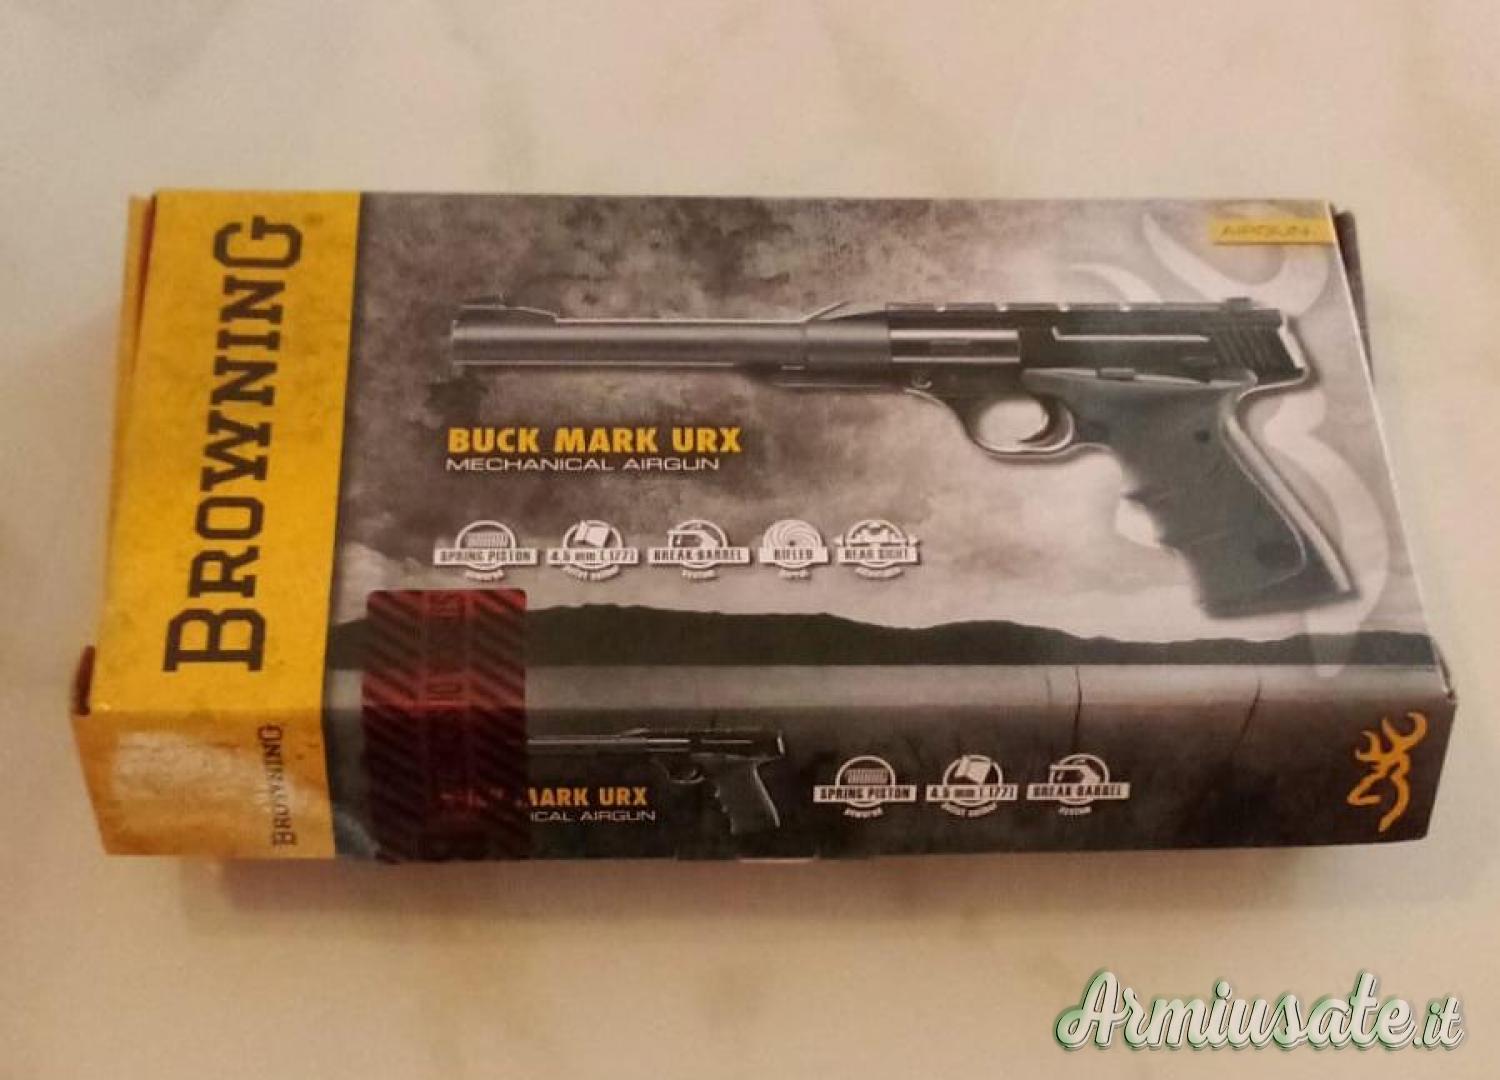 BROWNING
AIRGUN
BUCK MARK URX
MECHANICAL AIRGUN
SPRING PISTON 4.5 mm (.177) BREAK BARREL RIFLED REAR SIGHT
BROWNING
MARK URX
ICAL AIRGUN
SPRING PISTON 4.5 mm (.177) BREAK BARREL
SYSTEM
Armiusate.it